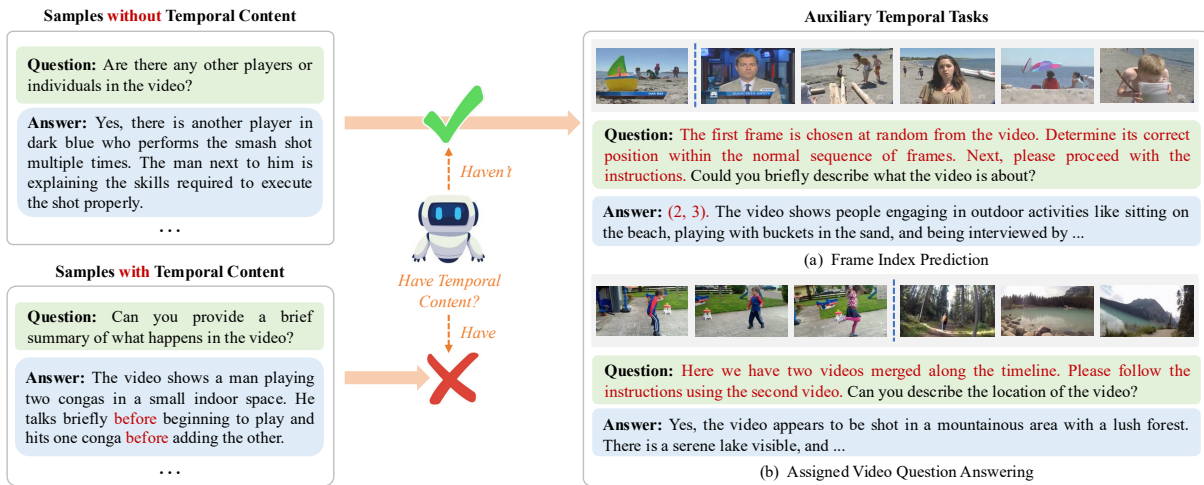 Samples without Temporal Content
Question: Are there any other players or
individuals in the video?
Answer: Yes, there is another player in
dark blue who performs the smash shot
multiple times. The man next to him is
explaining the skills required to execute
the shot properly.
...
Samples with Temporal Content
Question: Can you provide a brief
summary of what happens in the video?
Answer: The video shows a man playing
two congas in a small indoor space. He
talks briefly before beginning to play and
hits one conga before adding the other.
...
Haven't
Have Temporal
Content?
Have
Auxiliary Temporal Tasks
Question: The first frame is chosen at random from the video. Determine its correct
position within the normal sequence of frames. Next, please proceed with the
instructions. Could you briefly describe what the video is about?
Answer: (2, 3). The video shows people engaging in outdoor activities like sitting on
the beach, playing with buckets in the sand, and being interviewed by ...
(a) Frame Index Prediction
Question: Here we have two videos merged along the timeline. Please follow the
instructions using the second video. Can you describe the location of the video?
Answer: Yes, the video appears to be shot in a mountainous area with a lush forest.
There is a serene lake visible, and ...
(b) Assigned Video Question Answering